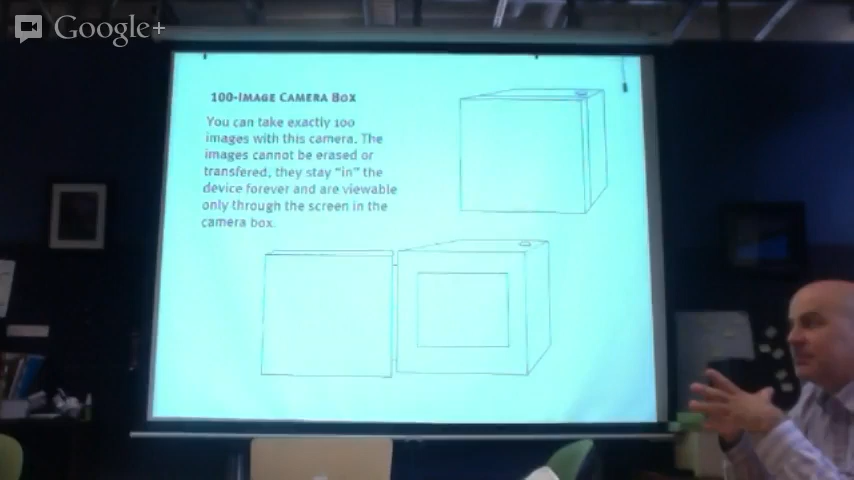 Google+
100-Image Camera Box
You can take exactly 100
images with this camera. The
images cannot be erased or
transfered, they stay "in" the
device forever and are viewable
only through the screen in the
camera box.